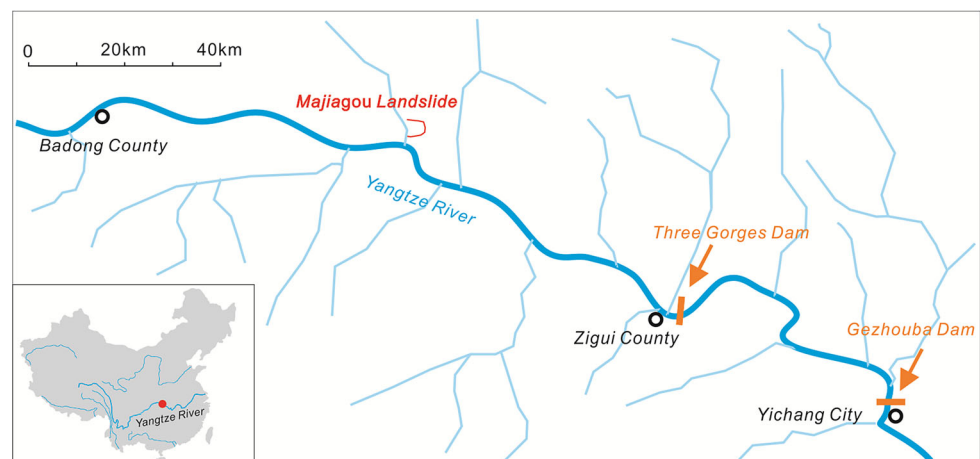 0 20km 40km
Majiagou Landslide
Badong County
Yangtze River
Three Gorges Dam
Zigui County
Gezhouba Dam
Yichang City
Yangtze River